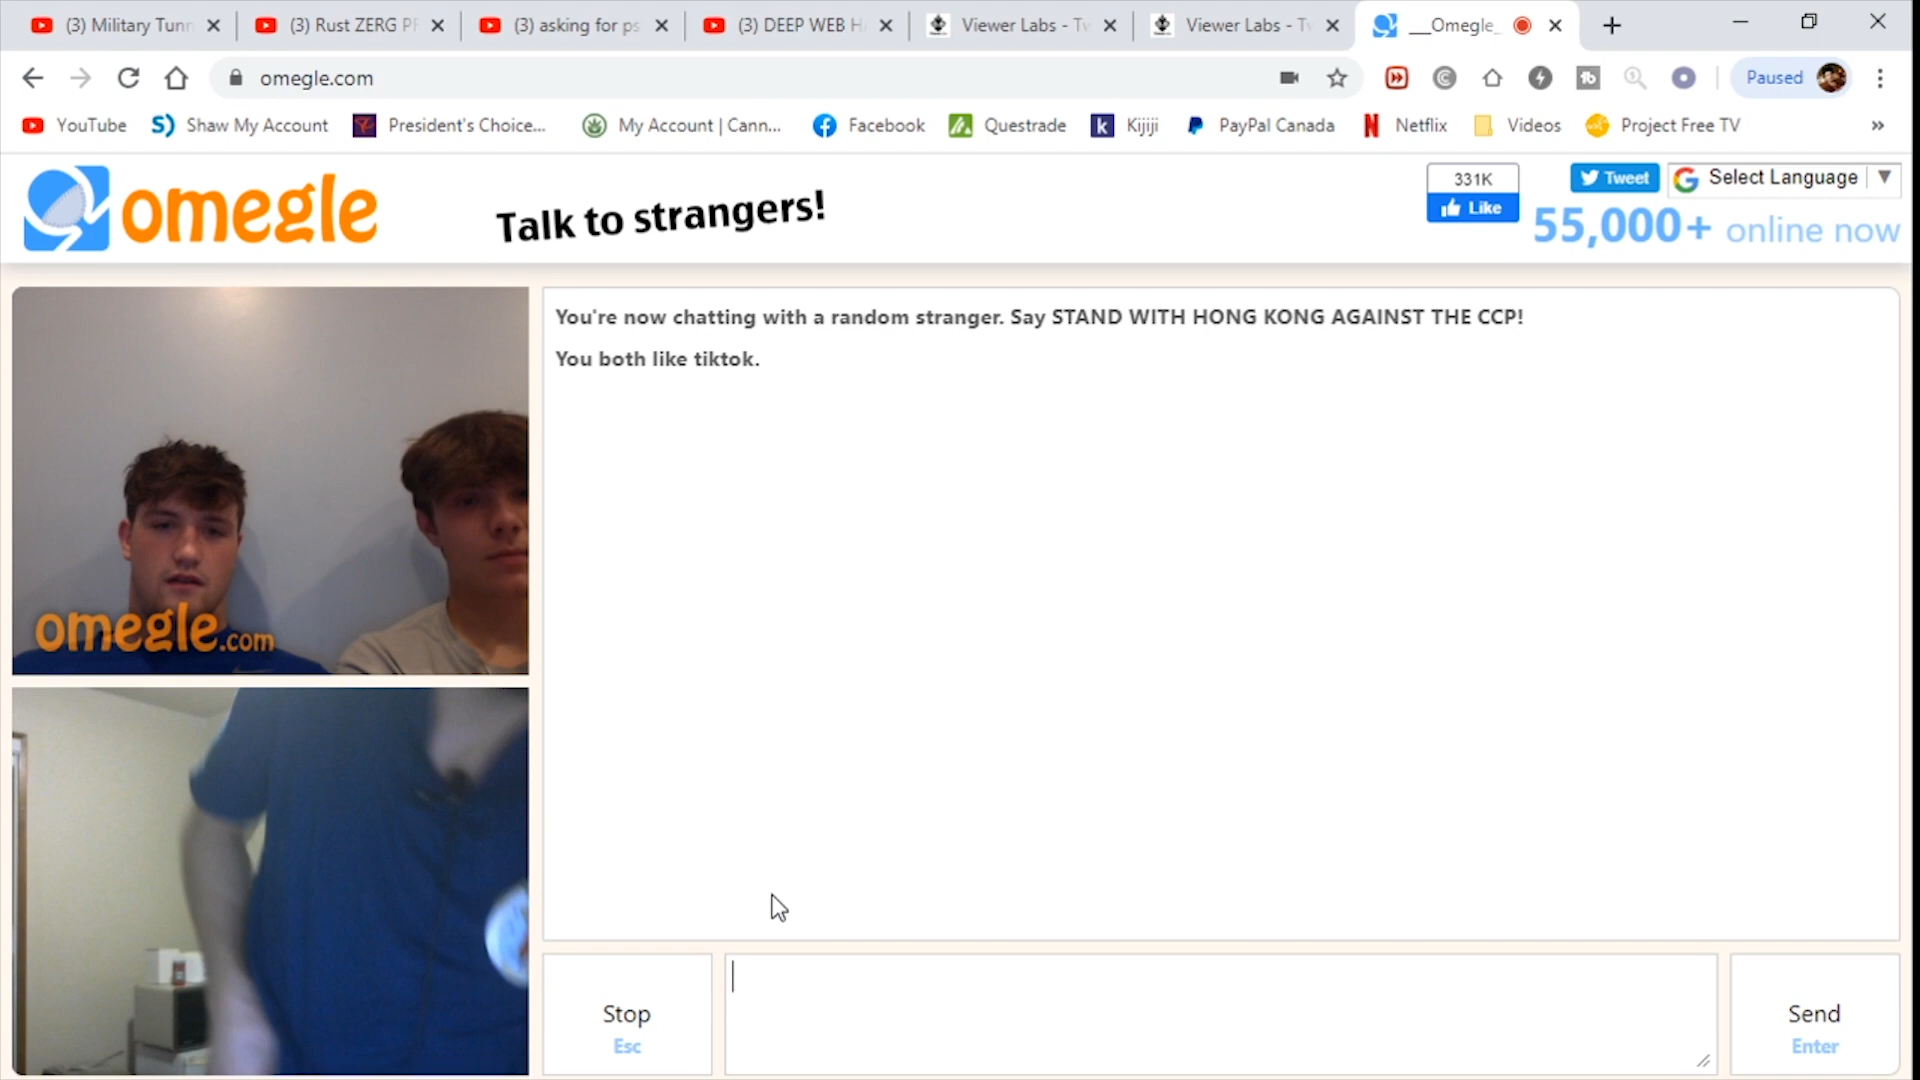 (3) Military Tunn
(3) Rust ZERG P
(3) asking for ps
(3) DEEP WEB H
Viewer Labs - Tw
Viewer Labs - Tw
__Omegle_
omegle.com
Paused
YouTube
Shaw My Account
President's Choice...
My Account | Cann...
Facebook
Questrade
Kijiji
PayPal Canada
Netflix
Videos
Project Free TV
»
omegle
Talk to strangers!
331K
Like
Tweet
Select Language
55,000+ online now
You're now chatting with a random stranger. Say STAND WITH HONG KONG AGAINST THE CCP!
You both like tiktok.
omegle.com
Stop
Esc
Send
Enter